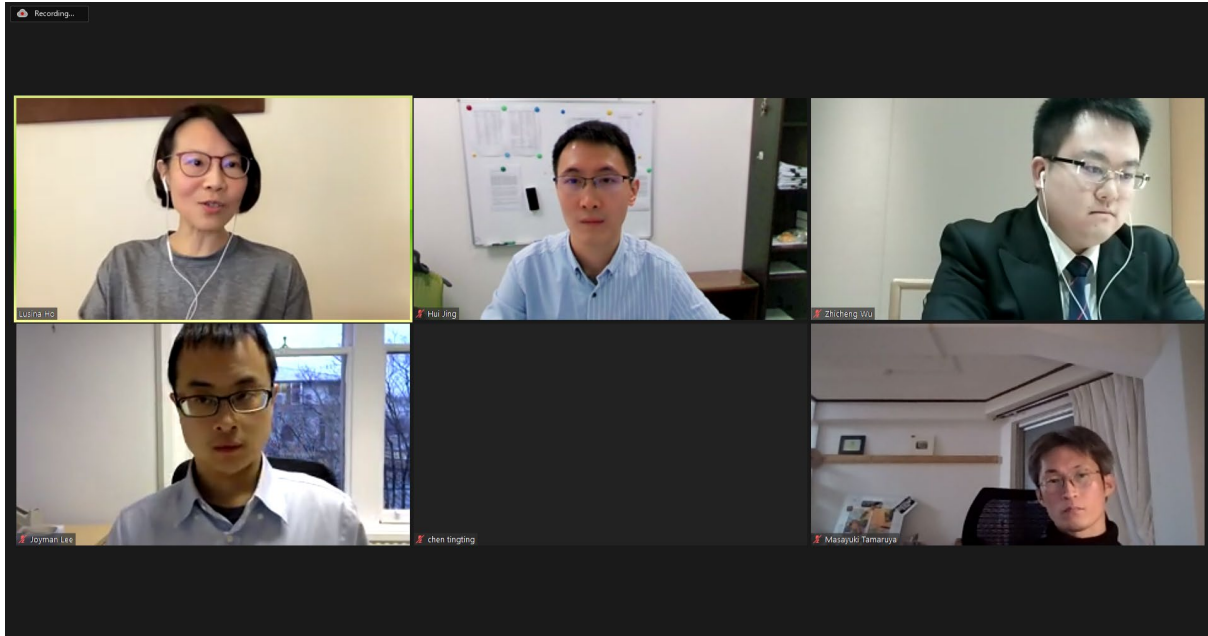 Recording...
Lusina Ho
Hui Jing
Zhicheng Wu
Joyman Lee
chen tingting
Masayuki Tamaruya